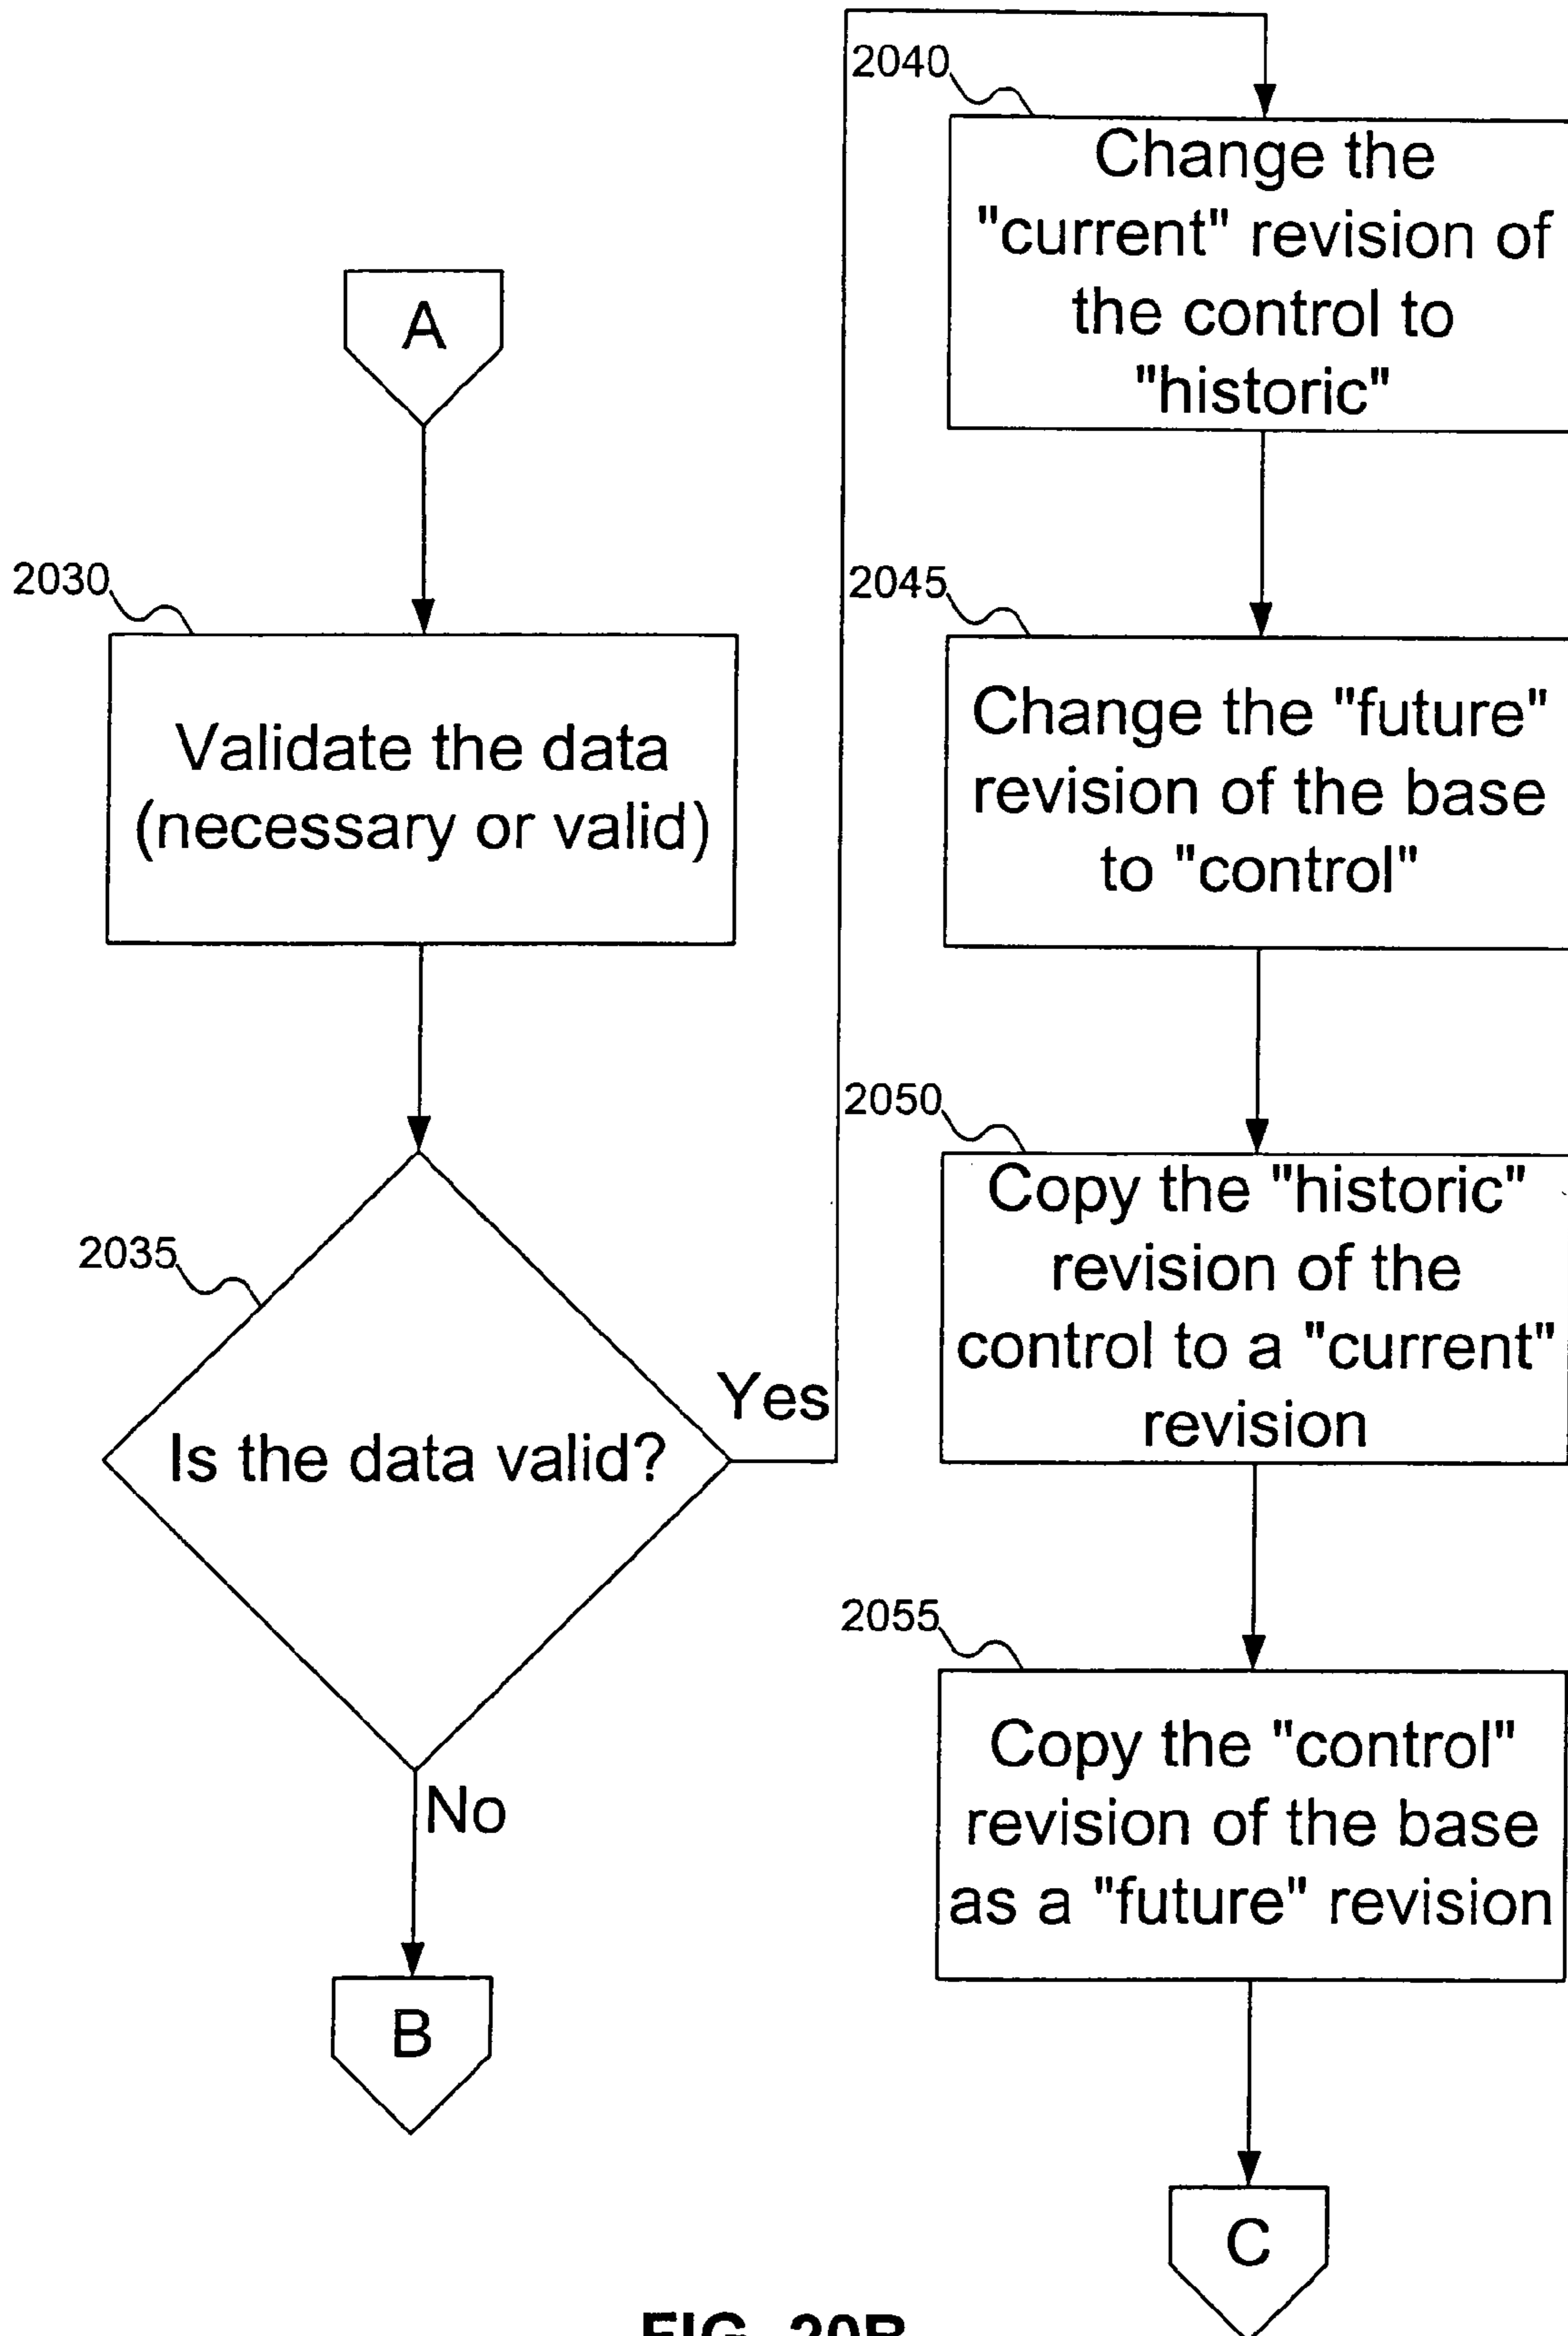 A
2030
Validate the data
(necessary or valid)
2035
Is the data valid?
Yes
No
B
2040
Change the
"current" revision of
the control to
"historic"
2045
Change the "future"
revision of the base
to "control"
2050
Copy the "historic"
revision of the
control to a "current"
revision
2055
Copy the "control"
revision of the base
as a "future" revision
C
FIG. 20B